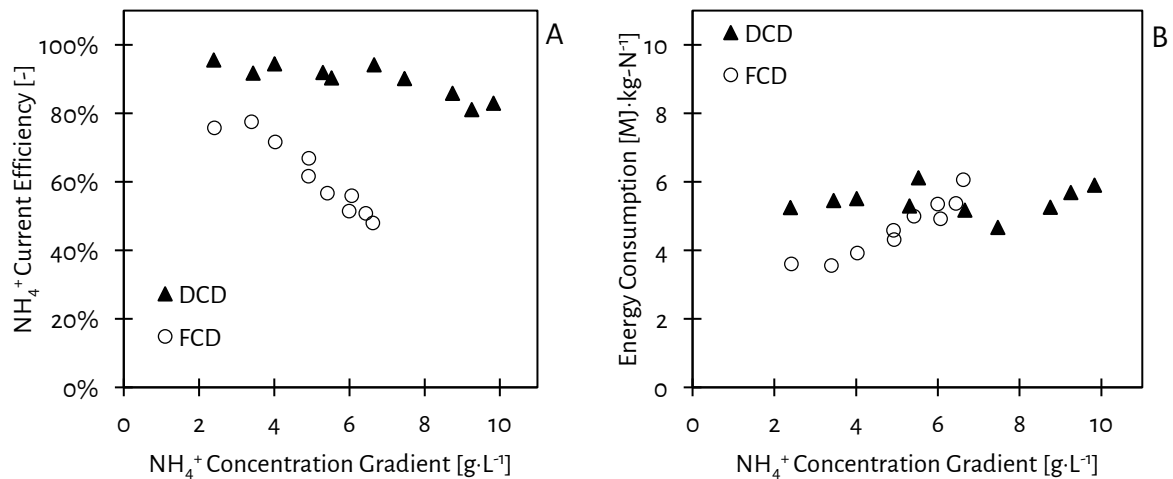 A
NH₄⁺ Current Efficiency [-]
100%
80%
60%
40%
20%
0%
DCD
FCD
0 2 4 6 8 10
NH₄⁺ Concentration Gradient [g·L⁻¹]
B
Energy Consumption [MJ·kg-N⁻¹]
10
8
6
4
2
0
DCD
FCD
0 2 4 6 8 10
NH₄⁺ Concentration Gradient [g·L⁻¹]